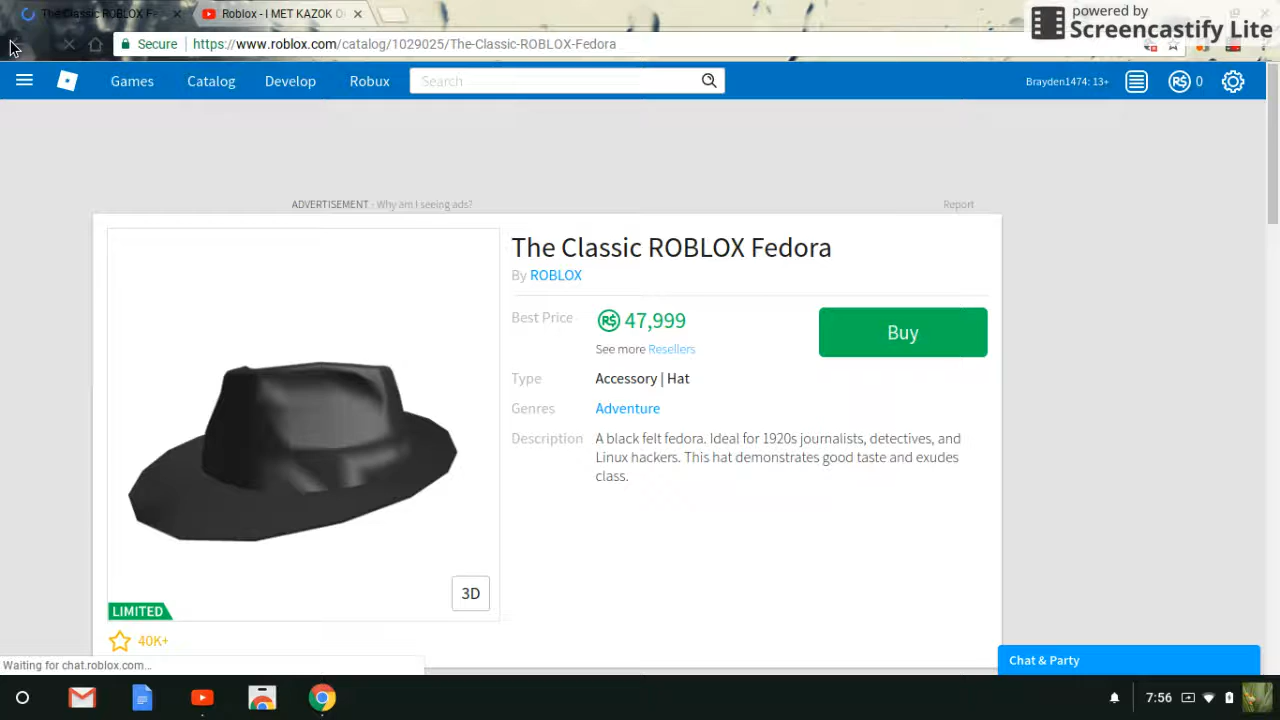 The Classic ROBLOX Fe
Roblox - I MET KAZOK O
powered by
Screencastify Lite
Secure
https://www.roblox.com/catalog/1029025/The-Classic-ROBLOX-Fedora
Games
Catalog
Develop
Robux
Search
Brayden1474: 13+
R$ 0
ADVERTISEMENT - Why am I seeing ads?
Report
The Classic ROBLOX Fedora
By ROBLOX
Best Price
R$ 47,999
Buy
See more Resellers
Type
Accessory | Hat
Genres
Adventure
Description
A black felt fedora. Ideal for 1920s journalists, detectives, and
Linux hackers. This hat demonstrates good taste and exudes
class.
3D
LIMITED
40K+
Waiting for chat.roblox.com...
Chat & Party
7:56